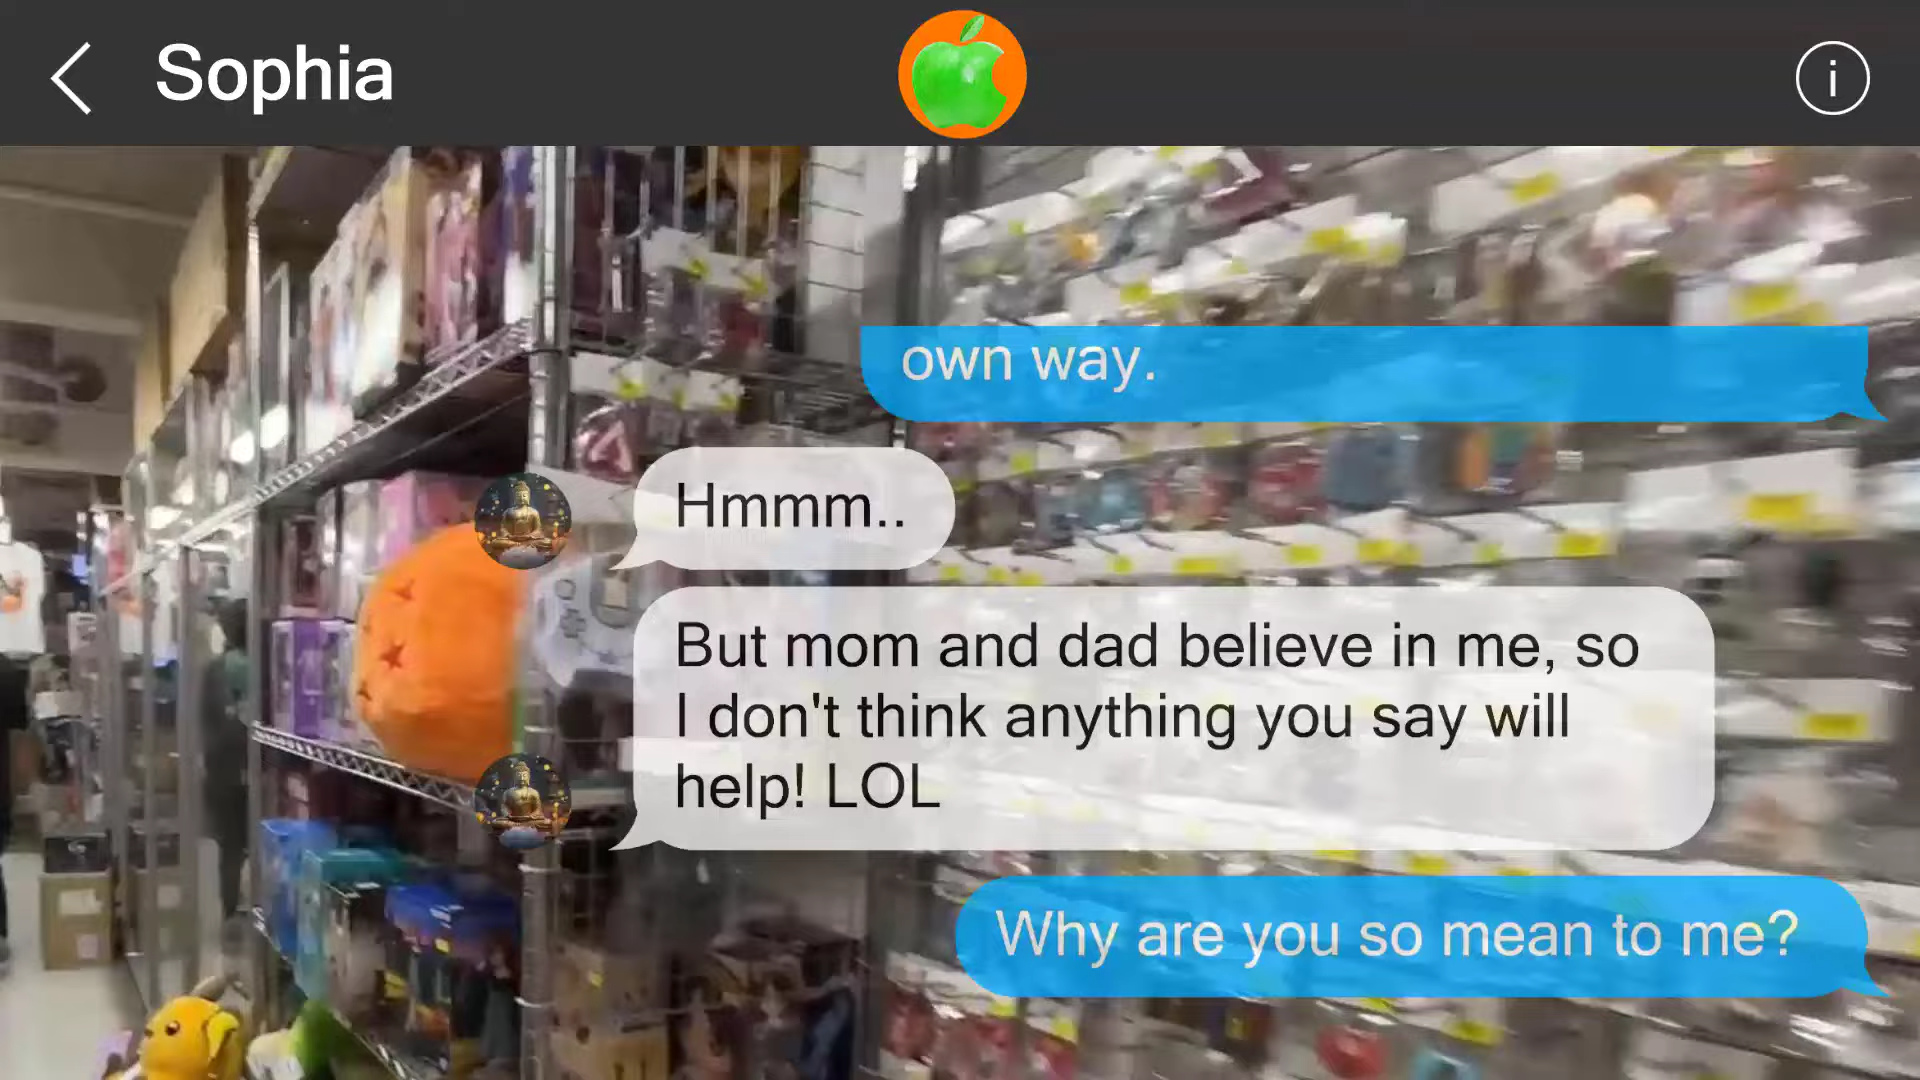 Sophia
own way.
Hmmm..
But mom and dad believe in me, so
I don't think anything you say will
help! LOL
Why are you so mean to me?